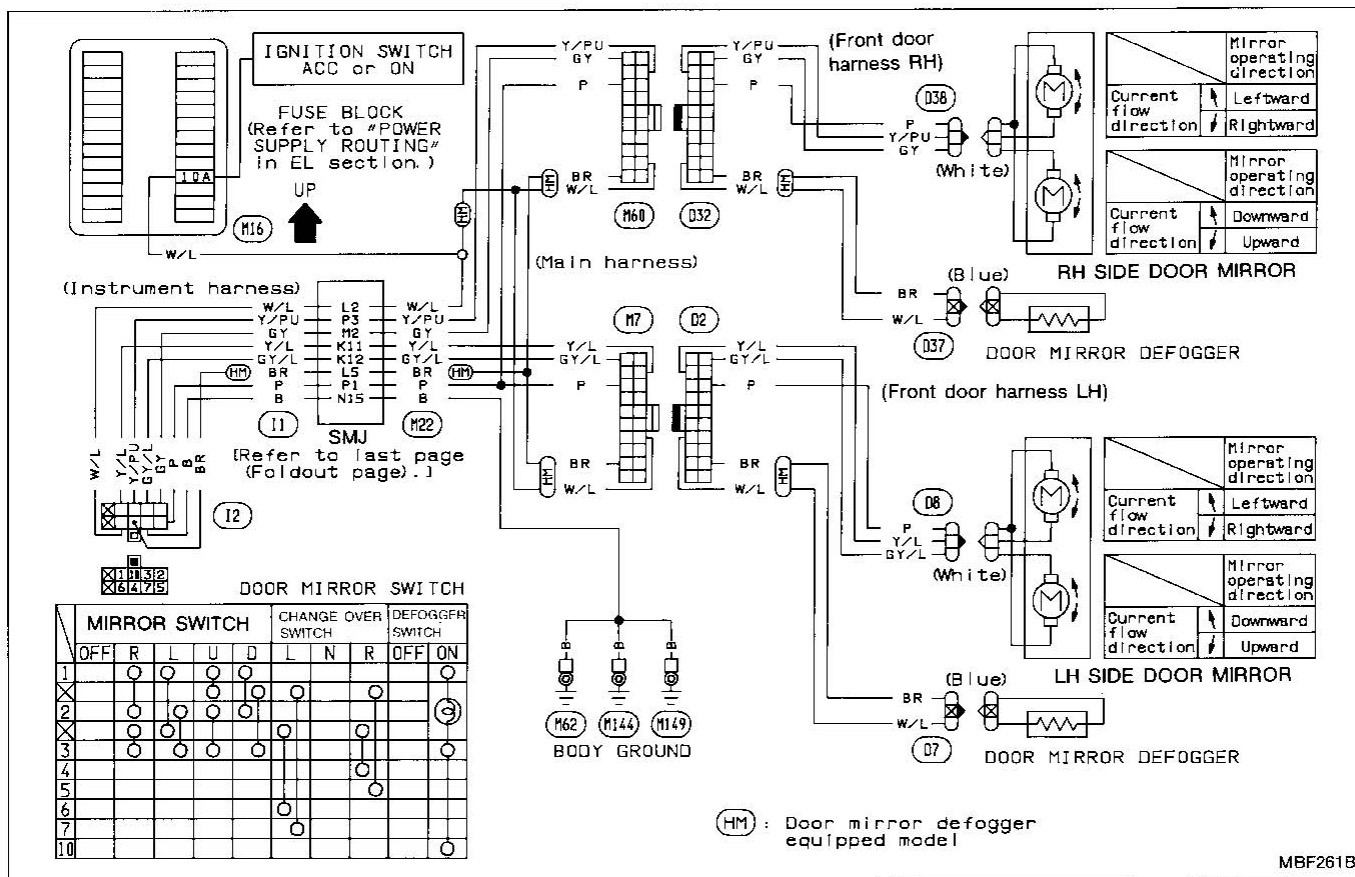 IGNITION SWITCH
ACC or ON
FUSE BLOCK
(Refer to "POWER
SUPPLY ROUTING"
in EL section.)
10A
UP
M16
W/L
HM
Y/PU
GY
P
BR
W/L
HM
M60
Y/PU
GY
BR
P
W/L
HM
D32
(Front door
harness RH)
D38
P
Y/PU
GY
(White)
M
M
Mirror
operating
direction
Current
flow
direction
Leftward
Rightward
Mirror
operating
direction
Current
flow
direction
Downward
Upward
RH SIDE DOOR MIRROR
(Blue)
BR
W/L
D37
DOOR MIRROR DEFOGGER
(Main harness)
(Instrument harness)
W/L L2 W/L
Y/PU P3 Y/PU
GY M2 GY
Y/L K11 Y/L
GY/L K12 GY/L
HM BR L5 BR HM
P P1 P
B N15 B
I1
M22
SMJ
[Refer to last page
(Foldout page).]
M7
D2
Y/L
GY/L
P
BR
W/L
HM
Y/L
GY/L
P
BR
W/L
HM
(Front door harness LH)
D8
P
Y/L
GY/L
(White)
M
M
Mirror
operating
direction
Current
flow
direction
Leftward
Rightward
Mirror
operating
direction
Current
flow
direction
Downward
Upward
LH SIDE DOOR MIRROR
(Blue)
BR
W/L
D7
DOOR MIRROR DEFOGGER
W/L
Y/L
Y/PU
GY/L
GY
P
B
BR
I2
1 3 2
6 4 7 5
DOOR MIRROR SWITCH
MIRROR SWITCH
CHANGE OVER
SWITCH
DEFOGGER
SWITCH
OFF R L U D L N R OFF ON
1
2
3
4
5
6
7
10
B B B
M62 M144 M149
BODY GROUND
HM : Door mirror defogger
equipped model
MBF261B